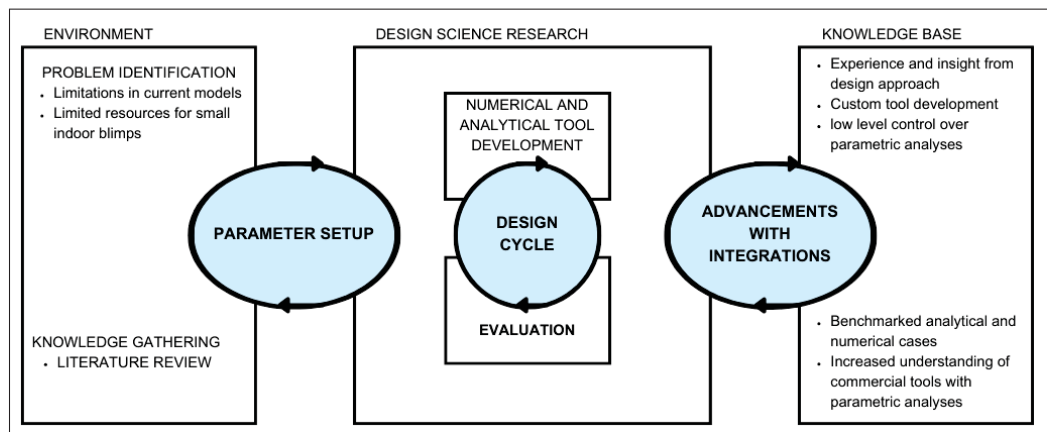 ENVIRONMENT
PROBLEM IDENTIFICATION
• Limitations in current models
• Limited resources for small
indoor blimps
PARAMETER SETUP
KNOWLEDGE GATHERING
• LITERATURE REVIEW
DESIGN SCIENCE RESEARCH
NUMERICAL AND
ANALYTICAL TOOL
DEVELOPMENT
DESIGN
CYCLE
EVALUATION
KNOWLEDGE BASE
• Experience and insight from
design approach
• Custom tool development
• low level control over
parametric analyses
ADVANCEMENTS
WITH
INTEGRATIONS
• Benchmarked analytical and
numerical cases
• Increased understanding of
commercial tools with
parametric analyses